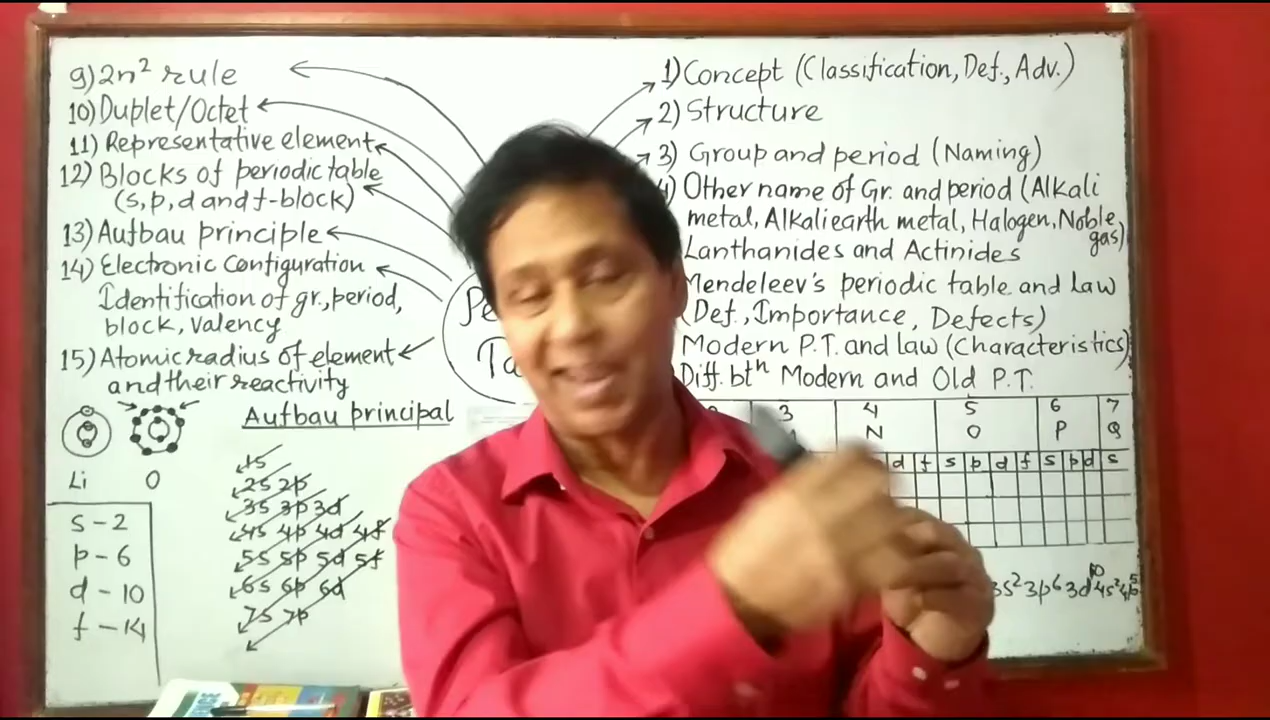 9) 2n² rule
10) Duplet/Octet
11) Representative element
12) Blocks of periodic table
(s, p, d and f-block)
13) Aufbau principle
14) Electronic Configuration
Identification of gr., period,
block, valency
15) Atomic radius of element
and their reactivity
1) Concept (Classification, Def., Adv.)
2) Structure
3) Group and period (Naming)
Other name of Gr. and period (Alkali
metal, Alkaliearth metal, Halogen, Noble
gas)
Lanthanides and Actinides
Mendeleev's periodic table and law
(Def., Importance, Defects)
Modern P.T. and law (Characteristics)
Diff. btⁿ Modern and Old P.T.
Li O
s - 2
p - 6
d - 10
f - 14
Aufbau principal
1s
2s 2p
3s 3p 3d
4s 4p 4d 4f
5s 5p 5d 5f
6s 6p 6d
7s 7p
3 4 5 6 7
N O P Q
d f s p d f s p d s
3s² 3p⁶ 3d¹⁰ 4s² 4p⁵